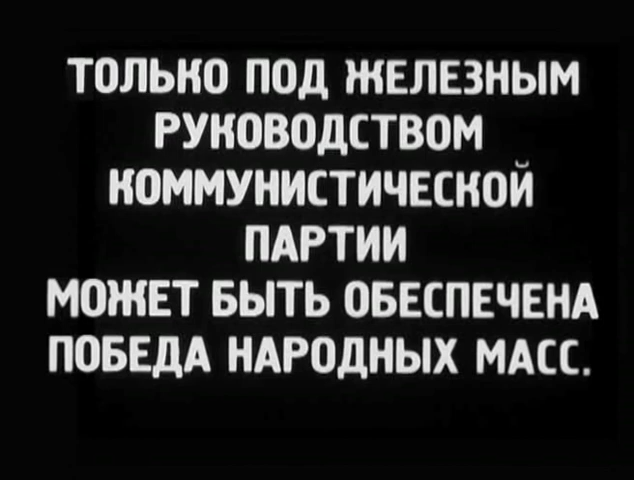 ТОЛЬКО ПОД ЖЕЛЕЗНЫМ
РУКОВОДСТВОМ
КОММУНИСТИЧЕСКОЙ
ПАРТИИ
МОЖЕТ БЫТЬ ОБЕСПЕЧЕНА
ПОБЕДА НАРОДНЫХ МАСС.